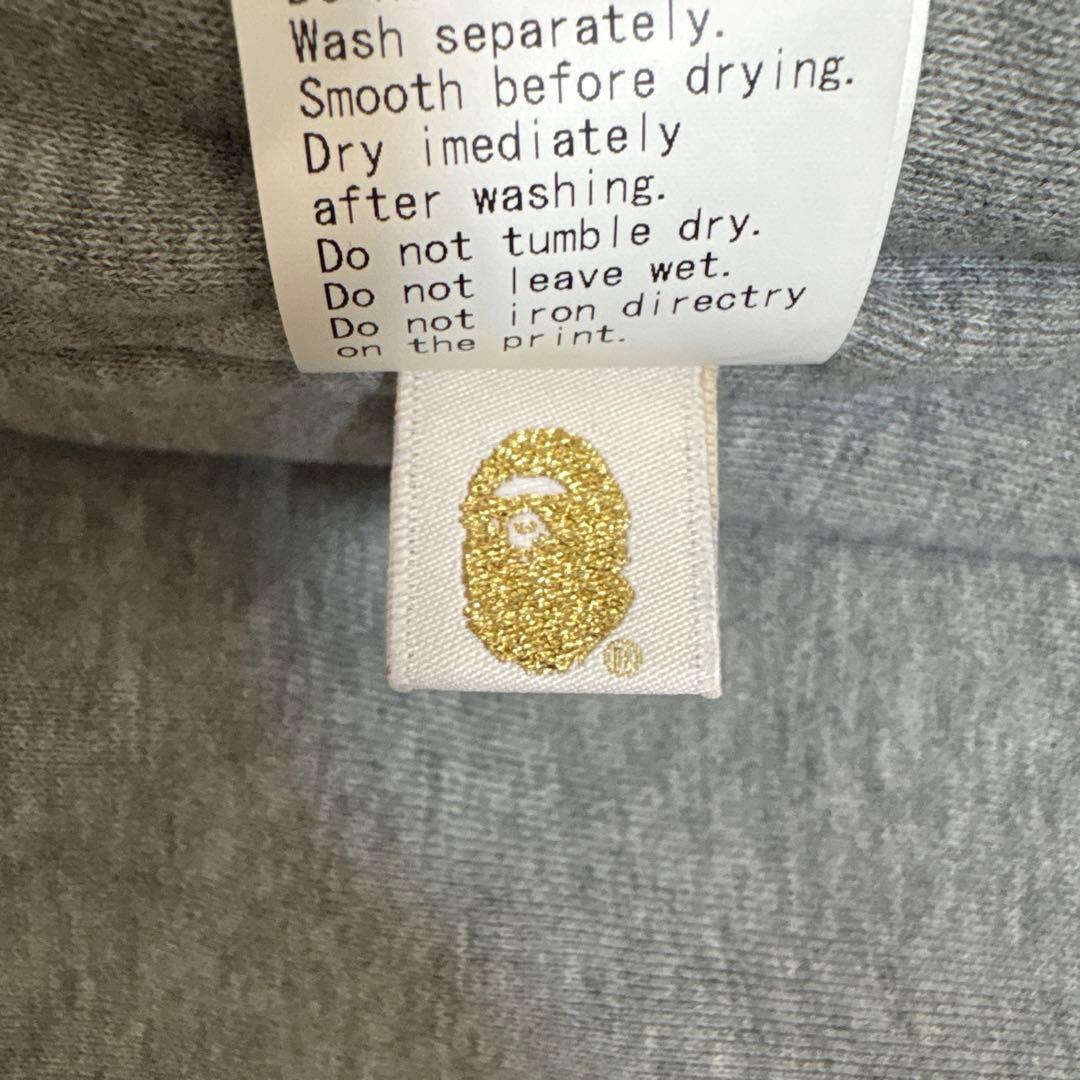 Wash separately.
Smooth before drying.
Dry imediately
after washing.
Do not tumble dry.
Do not leave wet.
Do not iron directry
on the print.